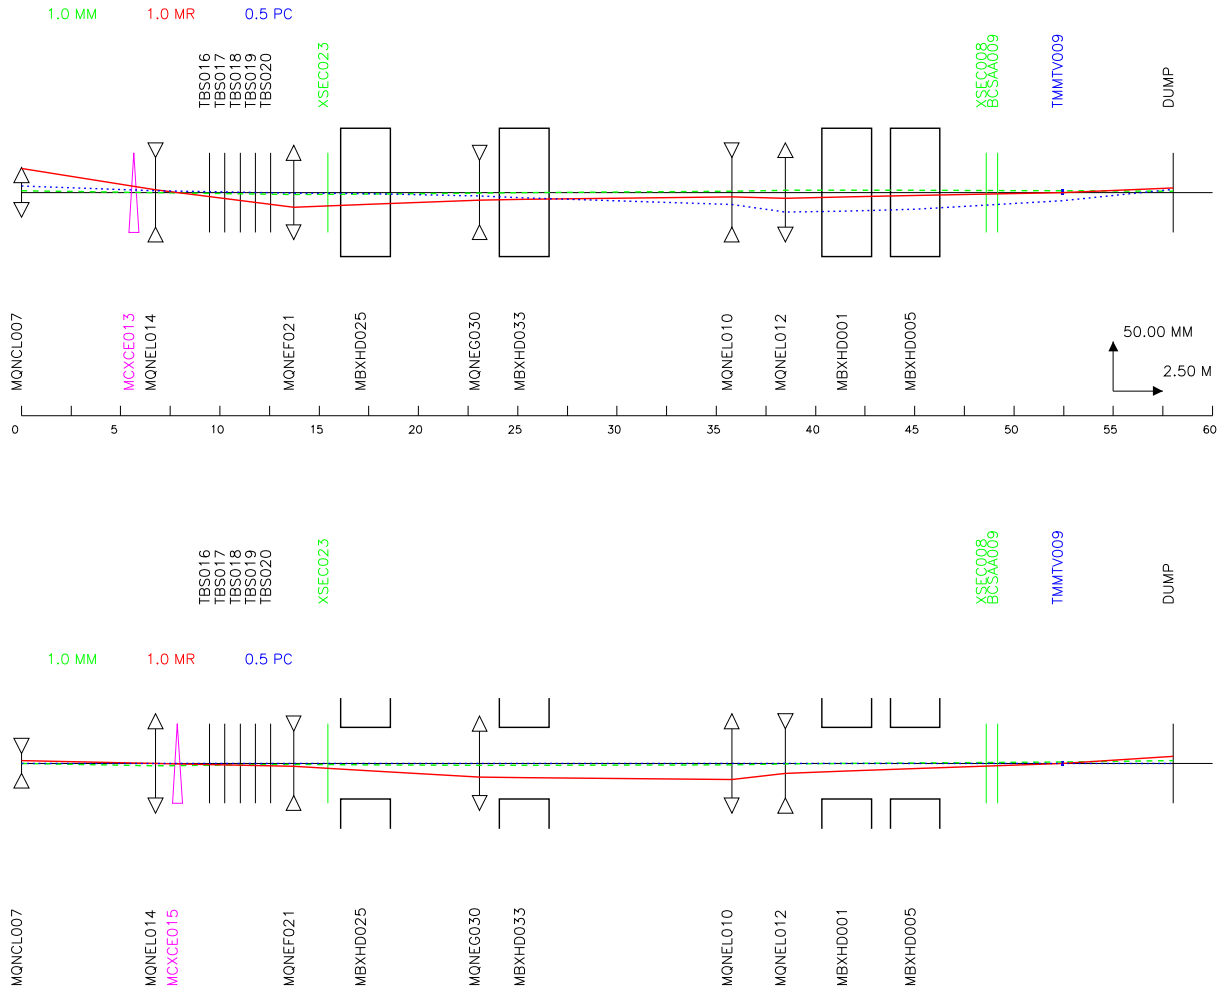 1.0 MM 1.0 MR 0.5 PC
TBS016
TBS017
TBS018
TBS019
TBS020
XSEC023
XSEC008
BCSAA009
TMMTV009
DUMP
MQNCL007
MCXCE013
MQNEL014
MQNEF021
MBXHD025
MQNEG030
MBXHD033
MQNEL010
MQNEL012
MBXHD001
MBXHD005
50.00 MM
2.50 M
0 5 10 15 20 25 30 35 40 45 50 55 60
TBS016
TBS017
TBS018
TBS019
TBS020
XSEC023
XSEC008
BCSAA009
TMMTV009
DUMP
1.0 MM 1.0 MR 0.5 PC
MQNCL007
MQNEL014
MCXCE015
MQNEF021
MBXHD025
MQNEG030
MBXHD033
MQNEL010
MQNEL012
MBXHD001
MBXHD005